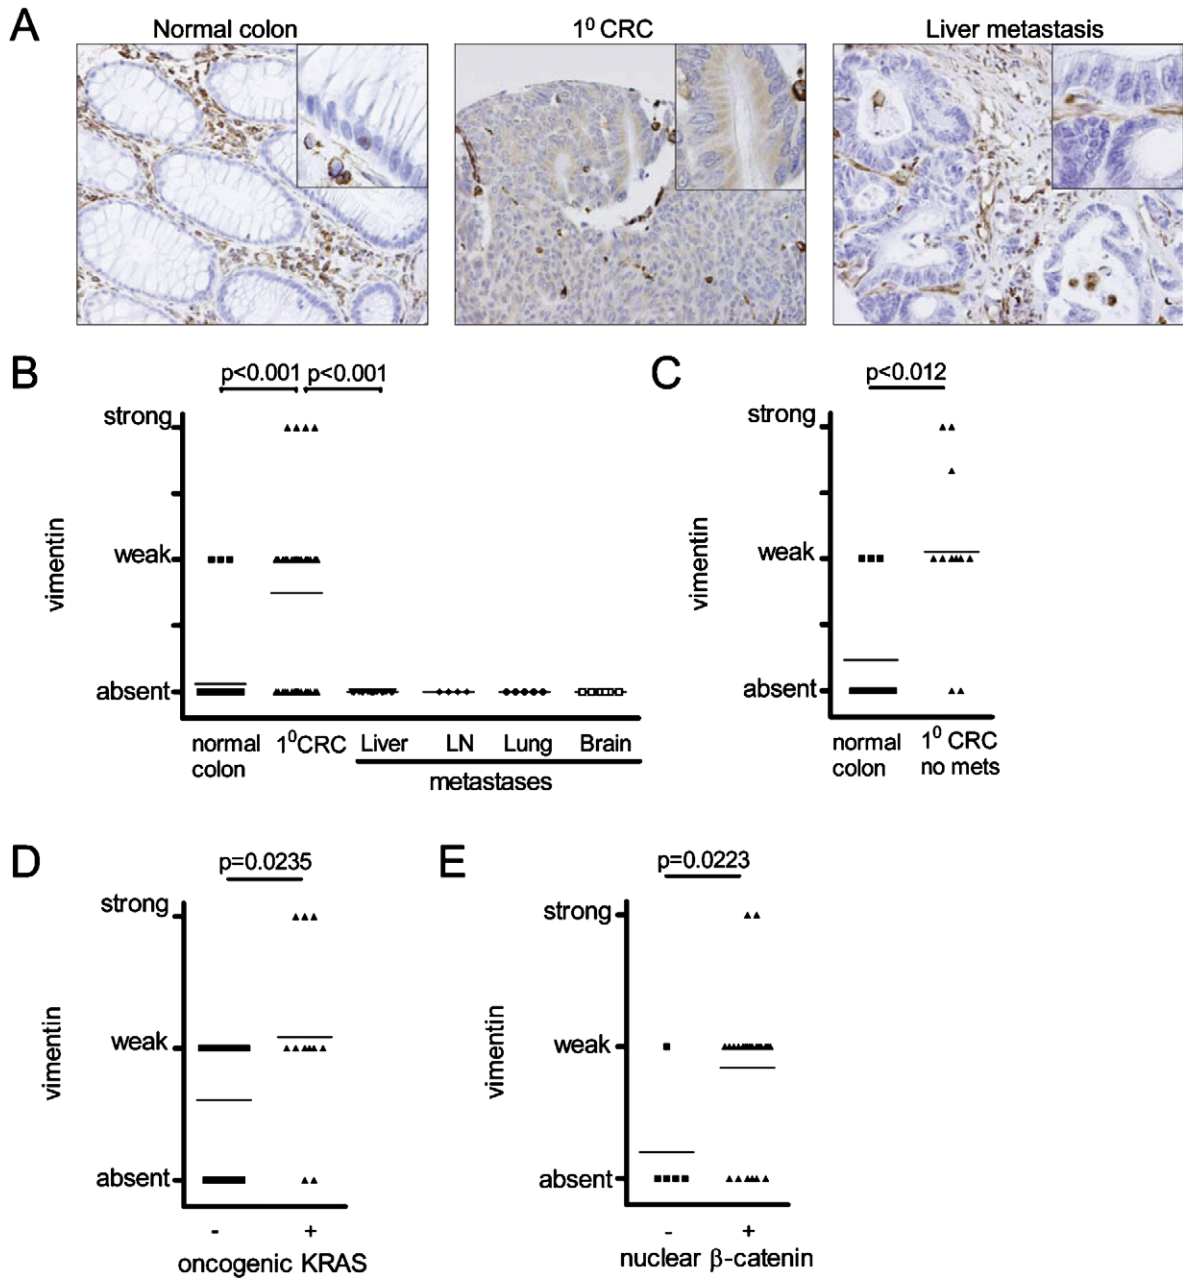 A
Normal colon
1⁰ CRC
Liver metastasis
B
p<0.001
p<0.001
strong
weak
absent
vimentin
normal
colon
1⁰CRC
Liver
LN
Lung
Brain
metastases
C
p<0.012
strong
weak
absent
vimentin
normal
colon
1⁰ CRC
no mets
D
p=0.0235
strong
weak
absent
vimentin
-
+
oncogenic KRAS
E
p=0.0223
strong
weak
absent
vimentin
-
+
nuclear β-catenin